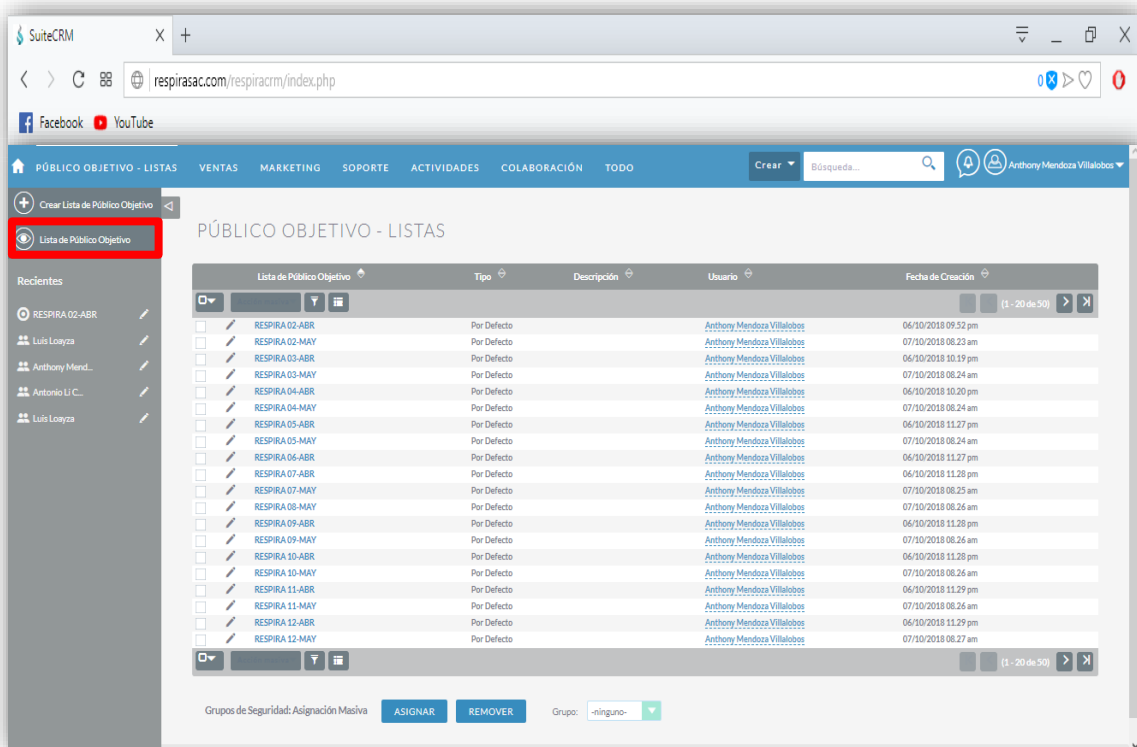 SuiteCRM
respirasac.com/respiracrm/index.php
0
Facebook YouTube
PÚBLICO OBJETIVO - LISTAS VENTAS MARKETING SOPORTE ACTIVIDADES COLABORACIÓN TODO Crear Búsqueda... Anthony Mendoza Villalobos
Crear Lista de Público Objetivo
Lista de Público Objetivo
Recientes
RESPIRA 02-ABR
Luis Loayza
Anthony Mend...
Antonio Li C...
Luis Loayza
PÚBLICO OBJETIVO - LISTAS
Lista de Público Objetivo Tipo Descripción Usuario Fecha de Creación
(1 - 20 de 50)
RESPIRA 02-ABR Por Defecto Anthony Mendoza Villalobos 06/10/2018 09.52 pm
RESPIRA 02-MAY Por Defecto Anthony Mendoza Villalobos 07/10/2018 08.23 am
RESPIRA 03-ABR Por Defecto Anthony Mendoza Villalobos 06/10/2018 10.19 pm
RESPIRA 03-MAY Por Defecto Anthony Mendoza Villalobos 07/10/2018 08.24 am
RESPIRA 04-ABR Por Defecto Anthony Mendoza Villalobos 06/10/2018 10.20 pm
RESPIRA 04-MAY Por Defecto Anthony Mendoza Villalobos 07/10/2018 08.24 am
RESPIRA 05-ABR Por Defecto Anthony Mendoza Villalobos 06/10/2018 11.27 pm
RESPIRA 05-MAY Por Defecto Anthony Mendoza Villalobos 07/10/2018 08.24 am
RESPIRA 06-ABR Por Defecto Anthony Mendoza Villalobos 06/10/2018 11.27 pm
RESPIRA 07-ABR Por Defecto Anthony Mendoza Villalobos 06/10/2018 11.28 pm
RESPIRA 07-MAY Por Defecto Anthony Mendoza Villalobos 07/10/2018 08.25 am
RESPIRA 08-MAY Por Defecto Anthony Mendoza Villalobos 07/10/2018 08.26 am
RESPIRA 09-ABR Por Defecto Anthony Mendoza Villalobos 06/10/2018 11.28 pm
RESPIRA 09-MAY Por Defecto Anthony Mendoza Villalobos 07/10/2018 08.26 am
RESPIRA 10-ABR Por Defecto Anthony Mendoza Villalobos 06/10/2018 11.28 pm
RESPIRA 10-MAY Por Defecto Anthony Mendoza Villalobos 07/10/2018 08.26 am
RESPIRA 11-ABR Por Defecto Anthony Mendoza Villalobos 06/10/2018 11.29 pm
RESPIRA 11-MAY Por Defecto Anthony Mendoza Villalobos 07/10/2018 08.26 am
RESPIRA 12-ABR Por Defecto Anthony Mendoza Villalobos 06/10/2018 11.29 pm
RESPIRA 12-MAY Por Defecto Anthony Mendoza Villalobos 07/10/2018 08.27 am
(1 - 20 de 50)
Grupos de Seguridad: Asignación Masiva ASIGNAR REMOVER Grupo: -ninguno-